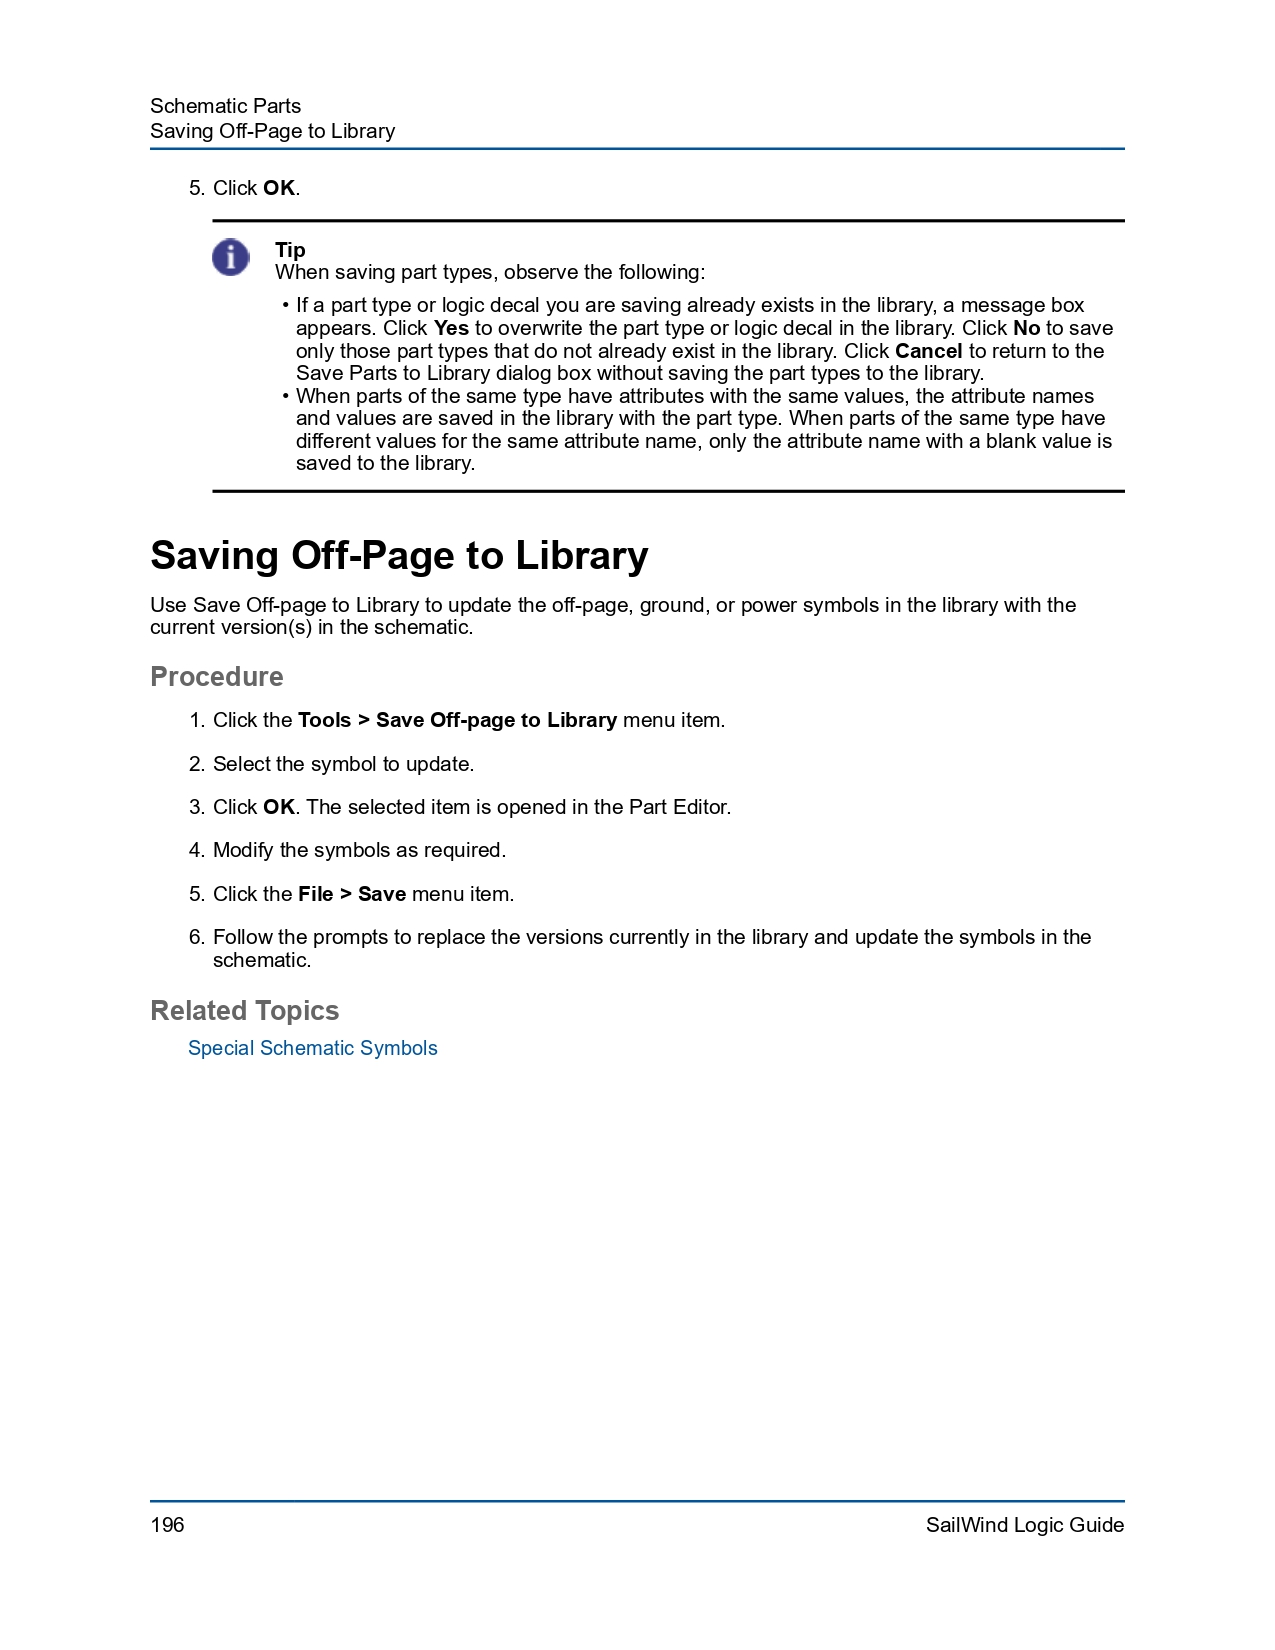 Schematic Parts
Saving Off-Page to Library
5. Click OK.
Tip
When saving part types, observe the following:
• If a part type or logic decal you are saving already exists in the library, a message box
appears. Click Yes to overwrite the part type or logic decal in the library. Click No to save
only those part types that do not already exist in the library. Click Cancel to return to the
Save Parts to Library dialog box without saving the part types to the library.
• When parts of the same type have attributes with the same values, the attribute names
and values are saved in the library with the part type. When parts of the same type have
different values for the same attribute name, only the attribute name with a blank value is
saved to the library.
Saving Off-Page to Library
Use Save Off-page to Library to update the off-page, ground, or power symbols in the library with the
current version(s) in the schematic.
Procedure
1. Click the Tools > Save Off-page to Library menu item.
2. Select the symbol to update.
3. Click OK. The selected item is opened in the Part Editor.
4. Modify the symbols as required.
5. Click the File > Save menu item.
6. Follow the prompts to replace the versions currently in the library and update the symbols in the
schematic.
Related Topics
Special Schematic Symbols
196
SailWind Logic Guide